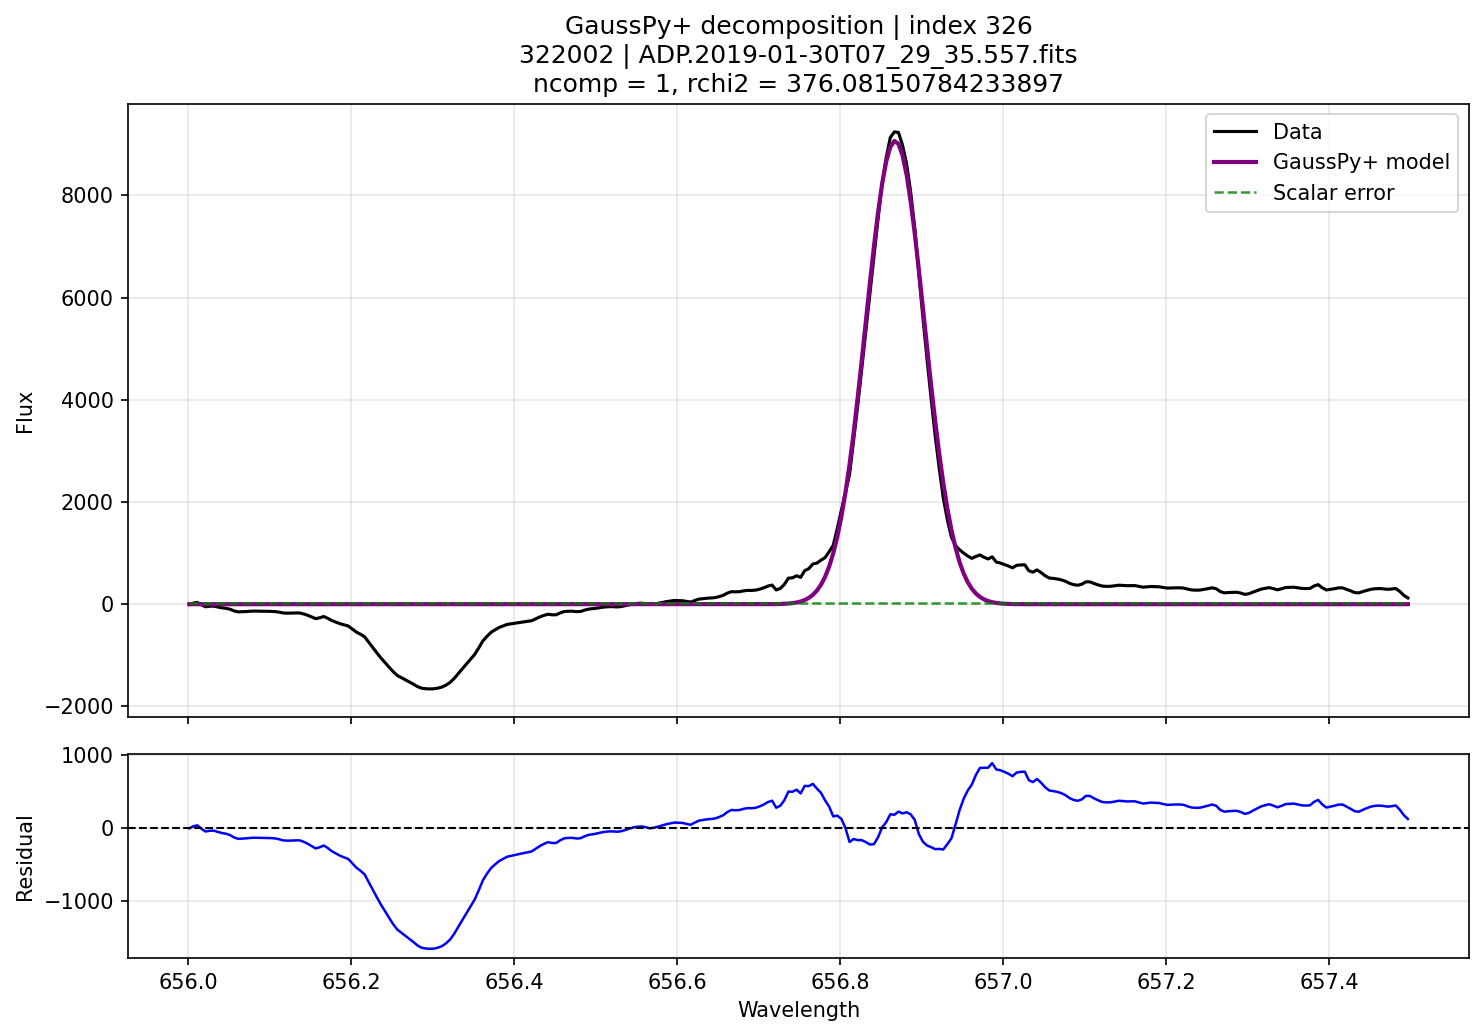 GaussPy+ decomposition | index 326
322002 | ADP.2019-01-30T07_29_35.557.fits
ncomp = 1, rchi2 = 376.08150784233897
Data
GaussPy+ model
Scalar error
Flux
8000
6000
4000
2000
0
−2000
Residual
1000
0
−1000
656.0
656.2
656.4
656.6
656.8
657.0
657.2
657.4
Wavelength